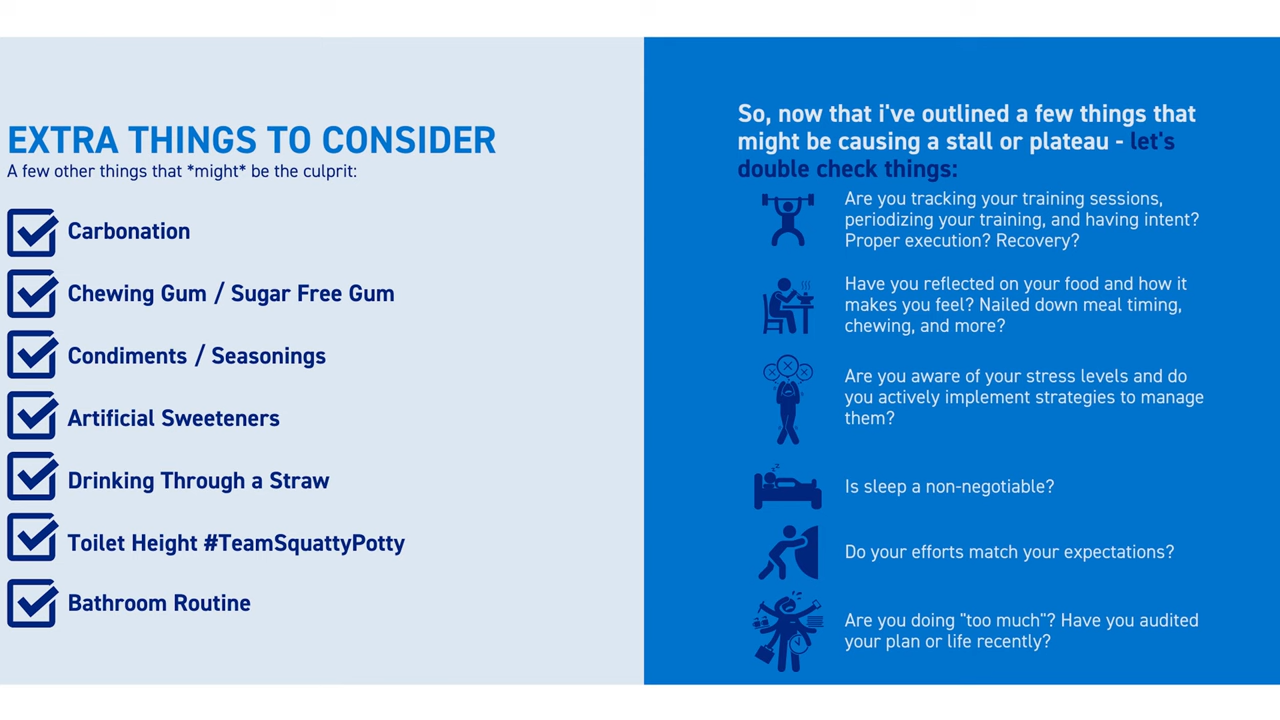 EXTRA THINGS TO CONSIDER
A few other things that *might* be the culprit:
Carbonation
Chewing Gum / Sugar Free Gum
Condiments / Seasonings
Artificial Sweeteners
Drinking Through a Straw
Toilet Height #TeamSquattyPotty
Bathroom Routine
So, now that i've outlined a few things that
might be causing a stall or plateau - let's
double check things:
Are you tracking your training sessions,
periodizing your training, and having intent?
Proper execution? Recovery?
Have you reflected on your food and how it
makes you feel? Nailed down meal timing,
chewing, and more?
Are you aware of your stress levels and do
you actively implement strategies to manage
them?
Is sleep a non-negotiable?
Do your efforts match your expectations?
Are you doing "too much"? Have you audited
your plan or life recently?